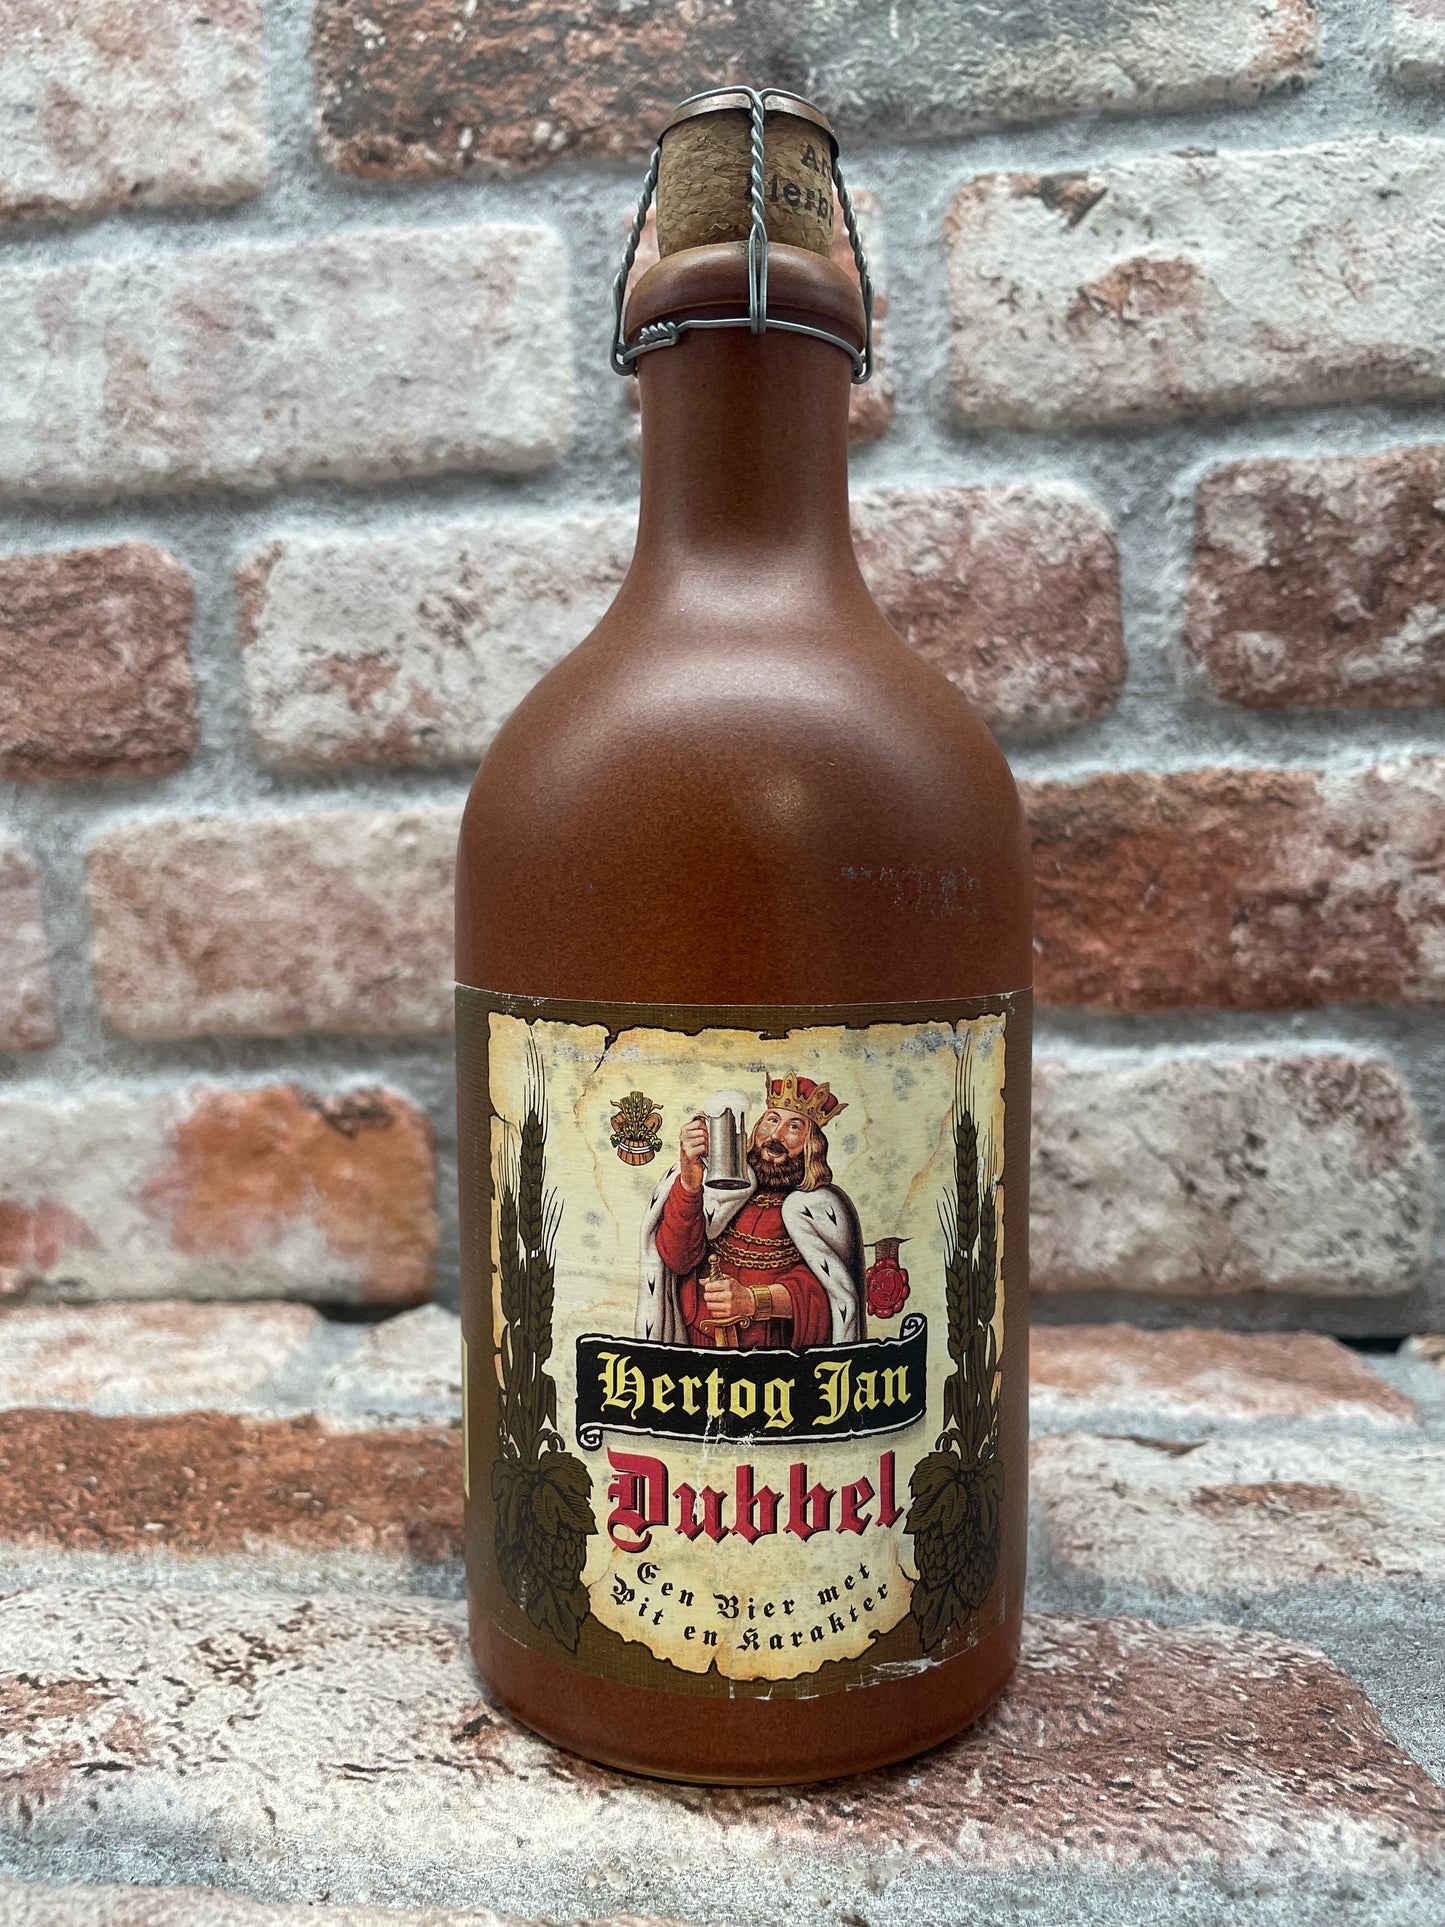 Hertog Jan
Dubbel
Een Bier met
Pit en Karakter